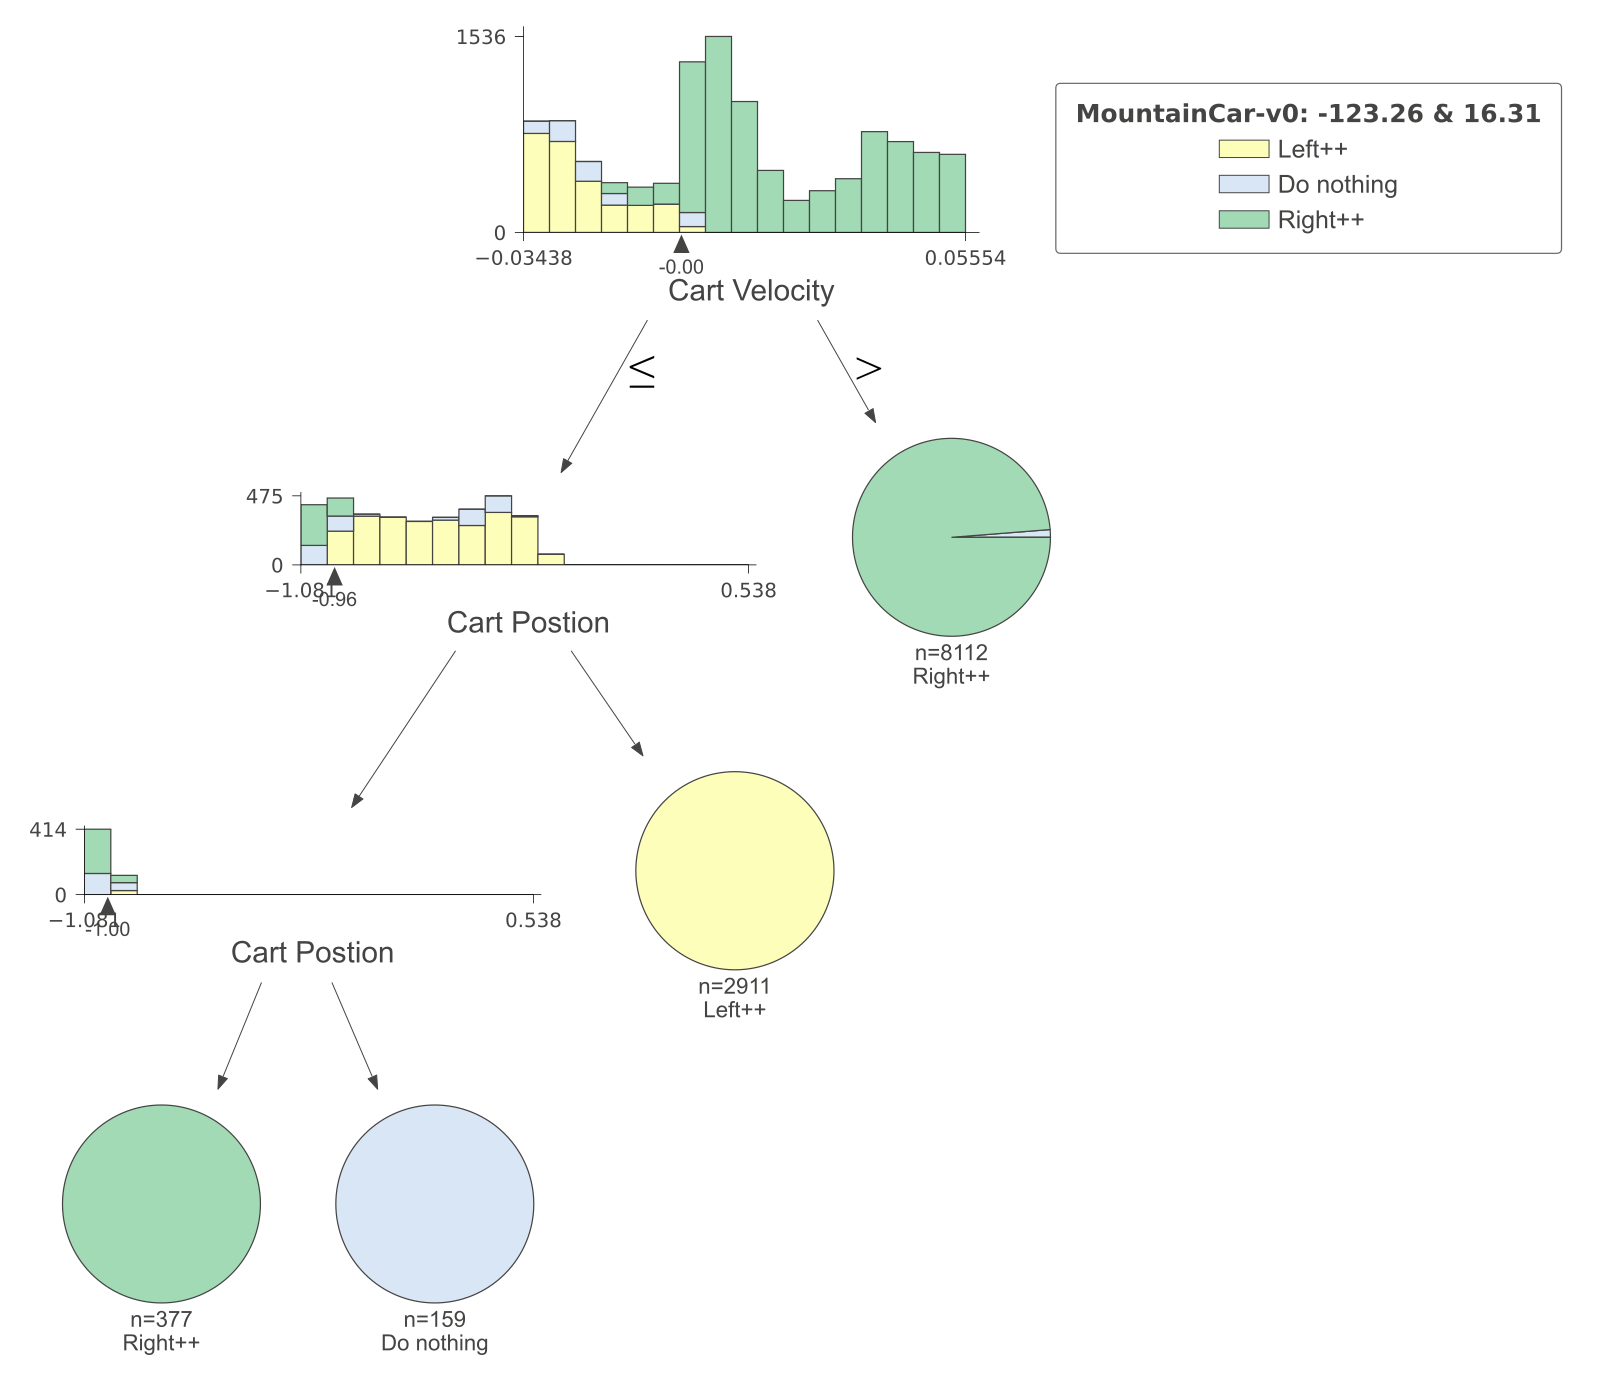 1536
0
−0.03438
0.05554
-0.00
Cart Velocity
MountainCar-v0: -123.26 & 16.31
Left++
Do nothing
Right++
≤
>
475
0
−1.081
-0.96
0.538
Cart Postion
n=8112
Right++
414
0
−1.081
-1.00
0.538
Cart Postion
n=2911
Left++
n=377
Right++
n=159
Do nothing